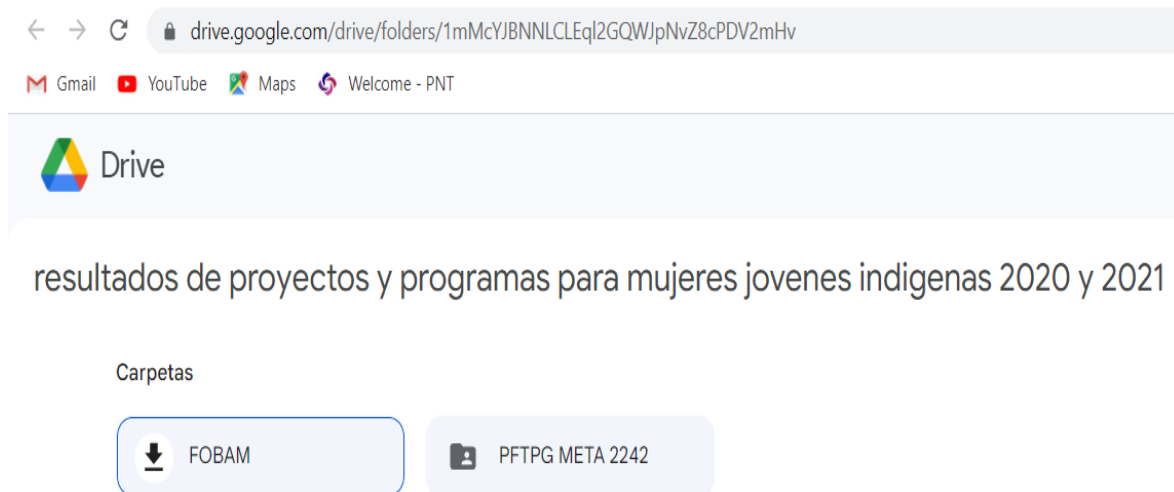 drive.google.com/drive/folders/1mMcYJBNNLCLEql2GQWJpNvZ8cPDV2mHv
Gmail YouTube Maps Welcome - PNT
Drive
resultados de proyectos y programas para mujeres jovenes indigenas 2020 y 2021
Carpetas
FOBAM PFTPG META 2242